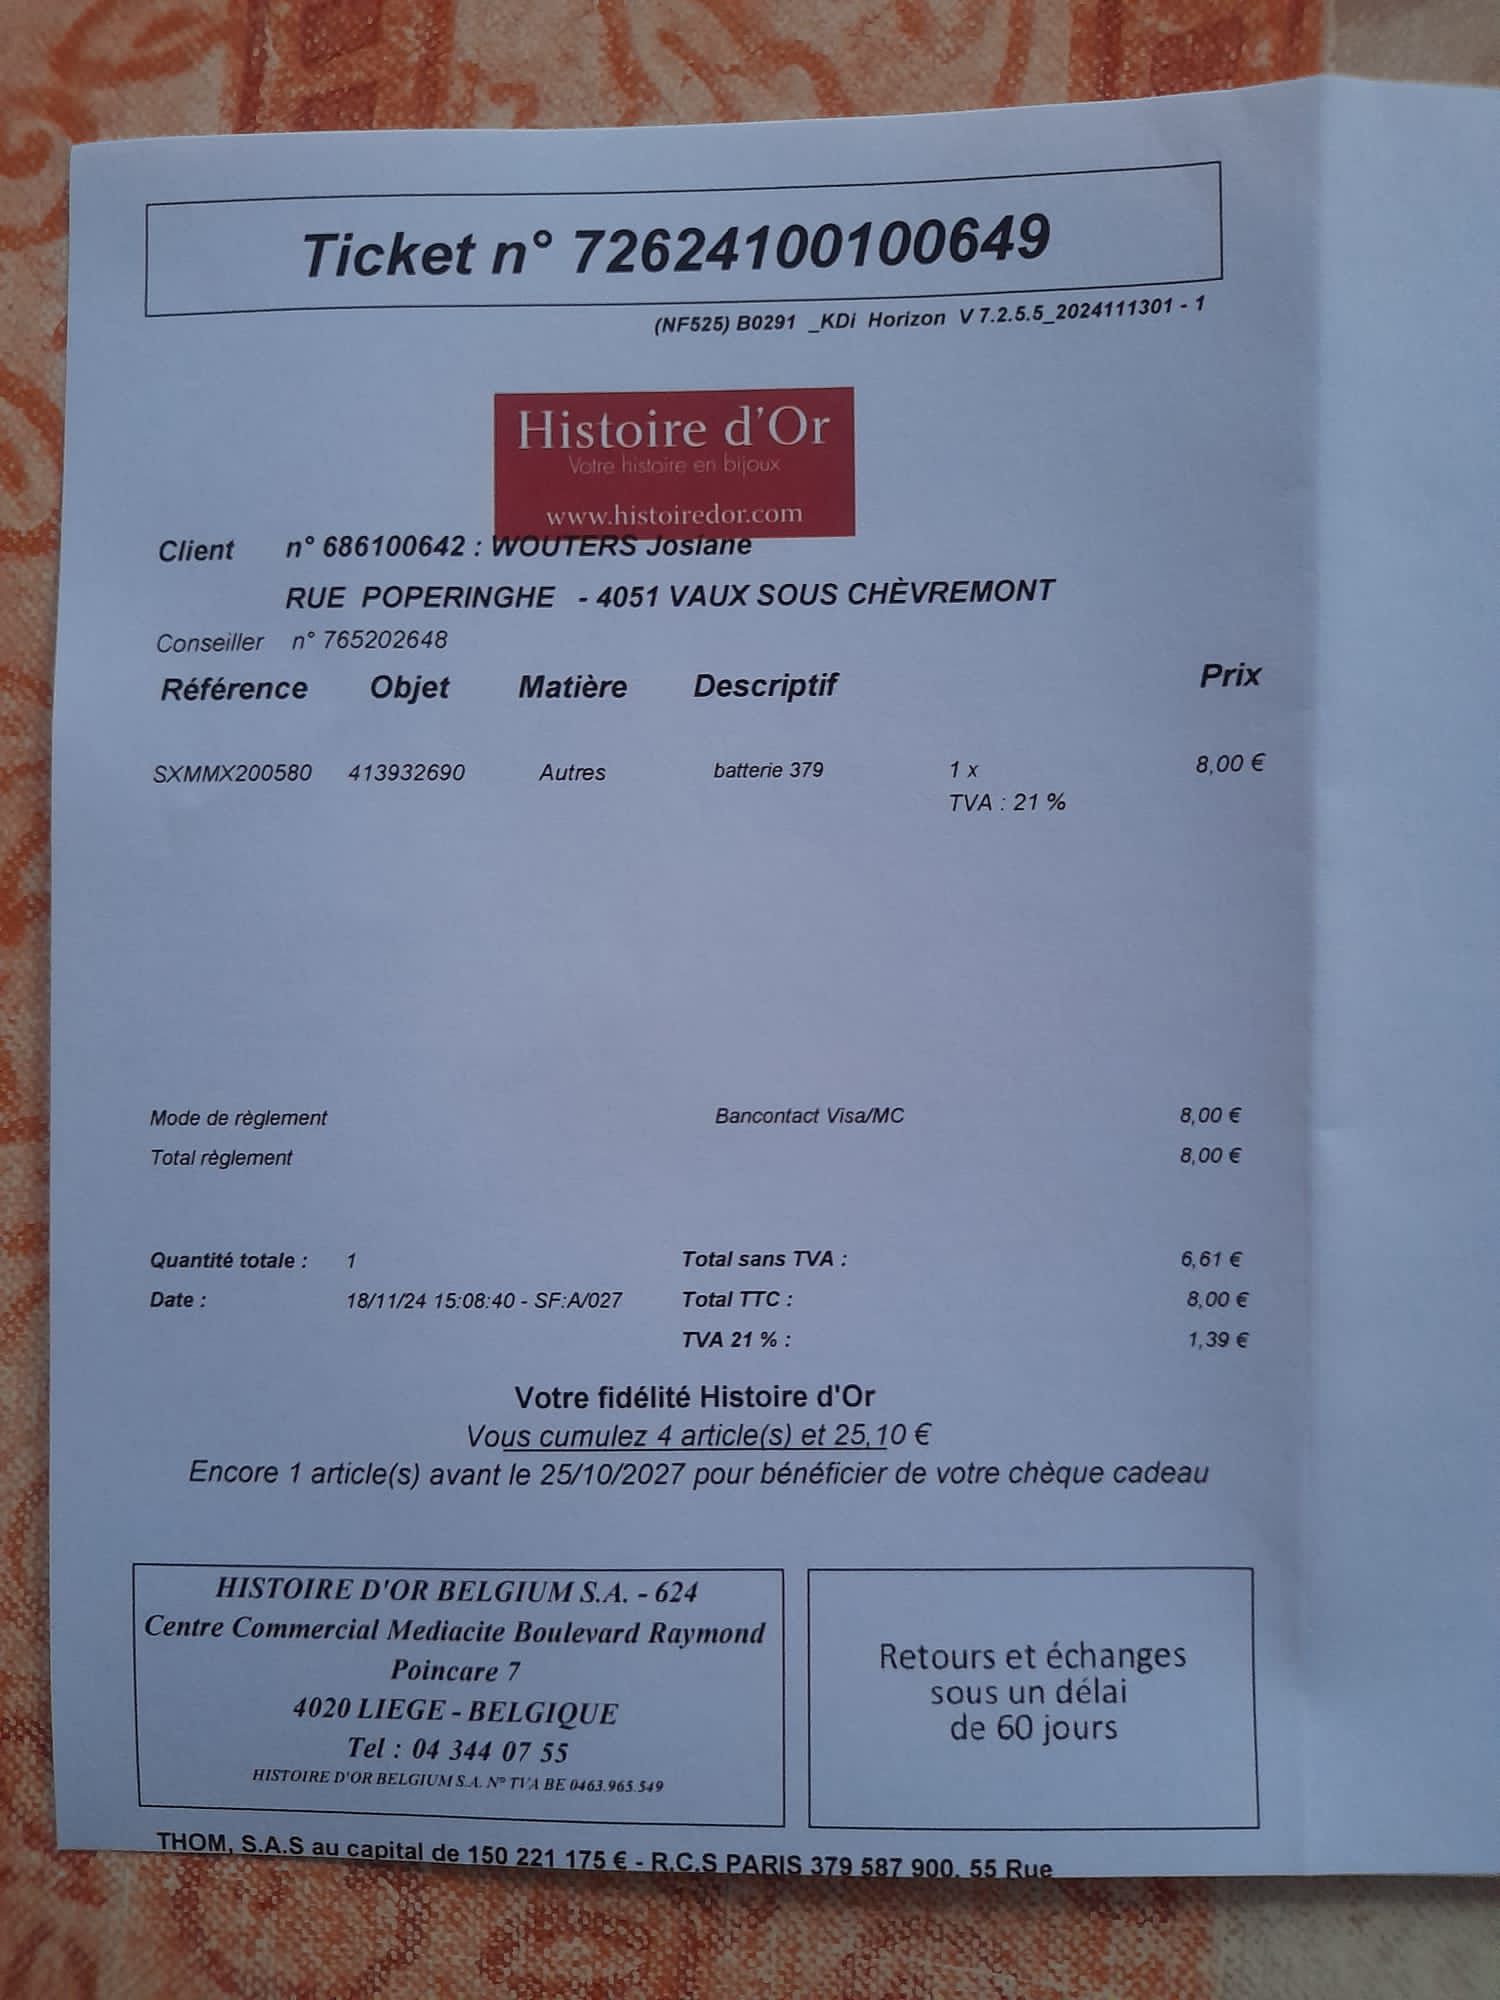 Ticket n° 72624100100649
(NF525) B0291 _KDi Horizon V 7.2.5.5_2024111301 - 1
Histoire d'Or
Votre histoire en bijoux
www.histoiredor.com
Client n° 686100642 : WOUTERS Josiane
RUE POPERINGHE - 4051 VAUX SOUS CHÈVREMONT
Conseiller n° 765202648
Référence Objet Matière Descriptif Prix
SXMMX200580 413932690 Autres batterie 379 1 x 8,00 €
TVA : 21 %
Mode de règlement Bancontact Visa/MC 8,00 €
Total règlement 8,00 €
Quantité totale : 1 Total sans TVA : 6,61 €
Date : 18/11/24 15:08:40 - SF:A/027 Total TTC : 8,00 €
TVA 21 % : 1,39 €
Votre fidélité Histoire d'Or
Vous cumulez 4 article(s) et 25,10 €
Encore 1 article(s) avant le 25/10/2027 pour bénéficier de votre chèque cadeau
HISTOIRE D'OR BELGIUM S.A. - 624
Centre Commercial Mediacite Boulevard Raymond
Poincare 7
4020 LIEGE - BELGIQUE
Tel : 04 344 07 55
HISTOIRE D'OR BELGIUM S.A. N° TVA BE 0463.965.549
Retours et échanges
sous un délai
de 60 jours
THOM, S.A.S au capital de 150 221 175 € - R.C.S PARIS 379 587 900, 55 Rue